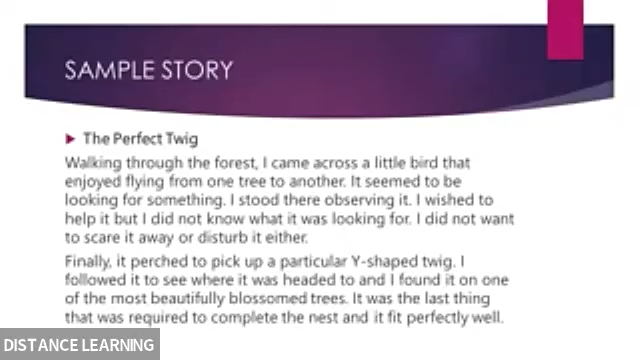 SAMPLE STORY
The Perfect Twig
Walking through the forest, I came across a little bird that
enjoyed flying from one tree to another. It seemed to be
looking for something. I stood there observing it. I wished to
help it but I did not know what it was looking for. I did not want
to scare it away or disturb it either.
Finally, it perched to pick up a particular Y-shaped twig. I
followed it to see where it was headed to and I found it on one
of the most beautifully blossomed trees. It was the last thing
that was required to complete the nest and it fit perfectly well.
DISTANCE LEARNING